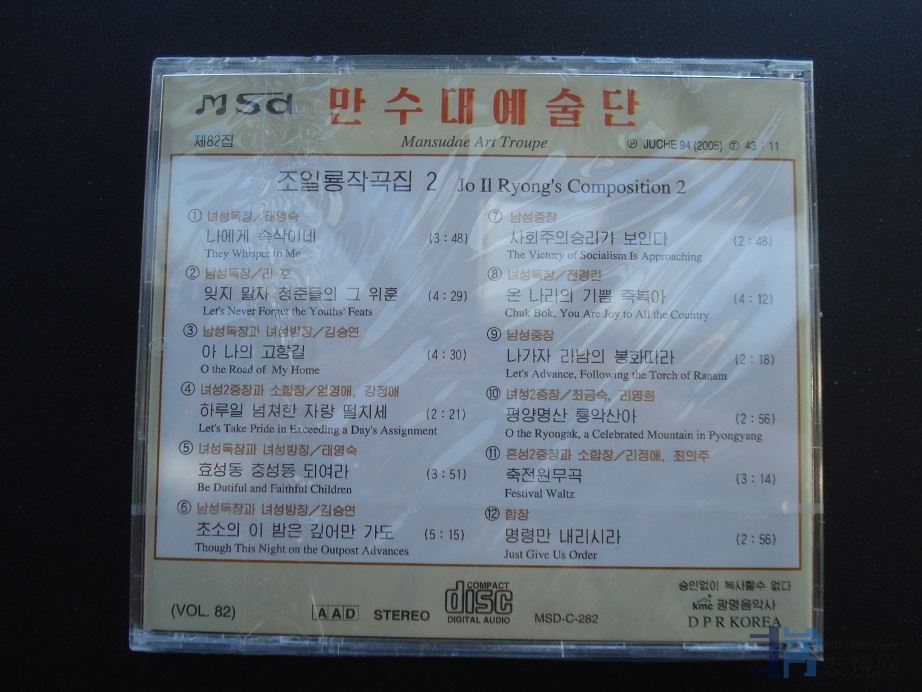 MSd 만수대예술단
제82집 Mansudae Art Troupe Ⓟ JUCHE 94 (2005) Ⓣ 43 : 11
조일룡작곡집 2 Jo Il Ryong's Composition 2
① 녀성독창/태영숙
나에게 속삭이네 (3 : 48)
They Whisper to Me
② 남성독창/리 훈
잊지 말자 청춘들의 그 위훈 (4 : 29)
Let's Never Forget the Youths' Feats
③ 남성독창과 녀성방창/김승연
아 나의 고향길 (4 : 30)
O the Road of My Home
④ 녀성2중창과 소합창/엄영애, 강정애
하루일 넘쳐한 자랑 떨치세 (2 : 21)
Let's Take Pride in Exceeding a Day's Assignment
⑤ 녀성독창과 녀성방창/태영숙
효성동 충성동 되여라 (3 : 51)
Be Dutiful and Faithful Children
⑥ 남성독창과 녀성방창/김승연
초소의 이 밤은 깊어만 가도 (5 : 15)
Though This Night on the Outpost Advances
⑦ 남성중창
사회주의승리가 보인다 (2 : 48)
The Victory of Socialism Is Approaching
⑧ 녀성독창/전경린
온 나라의 기쁨 축복아 (4 : 12)
Chuk Bok, You Are Joy to All the Country
⑨ 남성중창
나가자 라남의 봉화따라 (2 : 18)
Let's Advance, Following the Torch of Ranam
⑩ 녀성2중창/최금숙, 리영희
평양명산 룡악산아 (2 : 56)
O the Ryongak, a Celebrated Mountain in Pyongyang
⑪ 혼성2중창과 소합창/리정애, 최의주
축전원무곡 (3 : 14)
Festival Waltz
⑫ 합창
명령만 내리시라 (2 : 56)
Just Give Us Order
(VOL. 82) AAD STEREO COMPACT disc DIGITAL AUDIO MSD-C-282
승인없이 복사할수 없다
kmc 광명음악사
D P R KOREA
发烧网